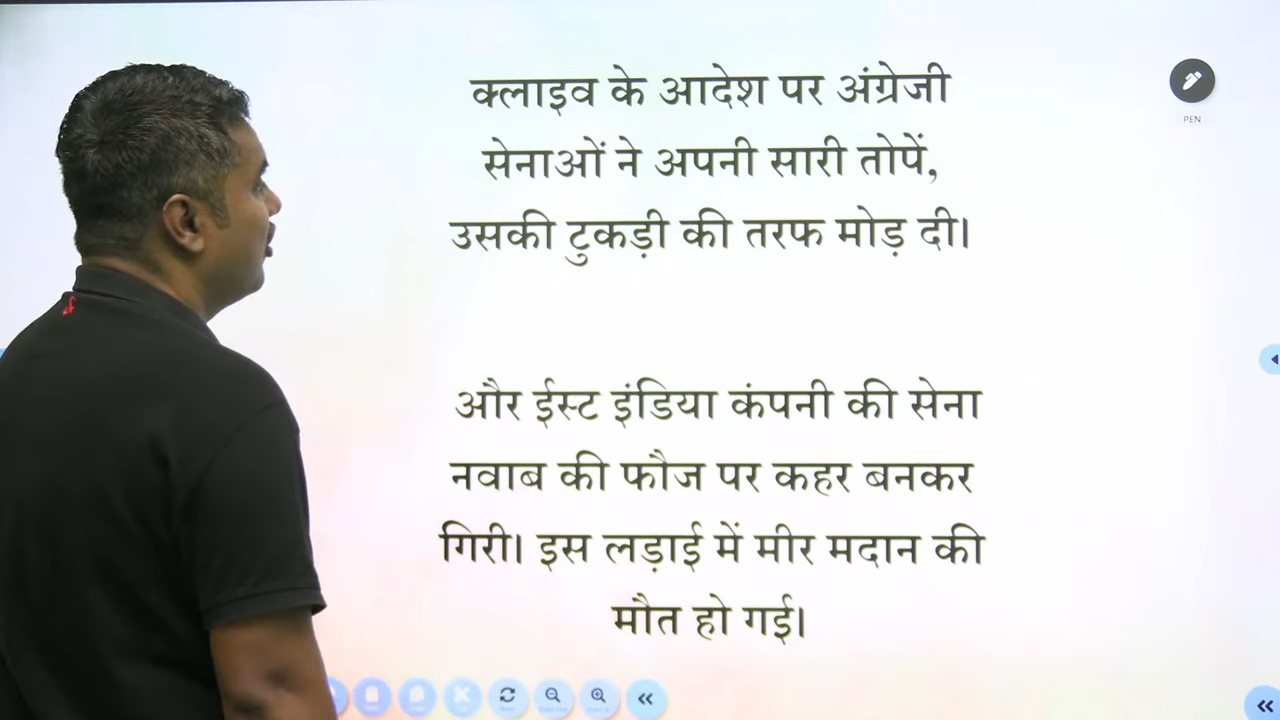 क्लाइव के आदेश पर अंग्रेजी
सेनाओं ने अपनी सारी तोपें,
उसकी टुकड़ी की तरफ मोड़ दी।
और ईस्ट इंडिया कंपनी की सेना
नवाब की फौज पर कहर बनकर
गिरी। इस लड़ाई में मीर मदान की
मौत हो गई।
PEN